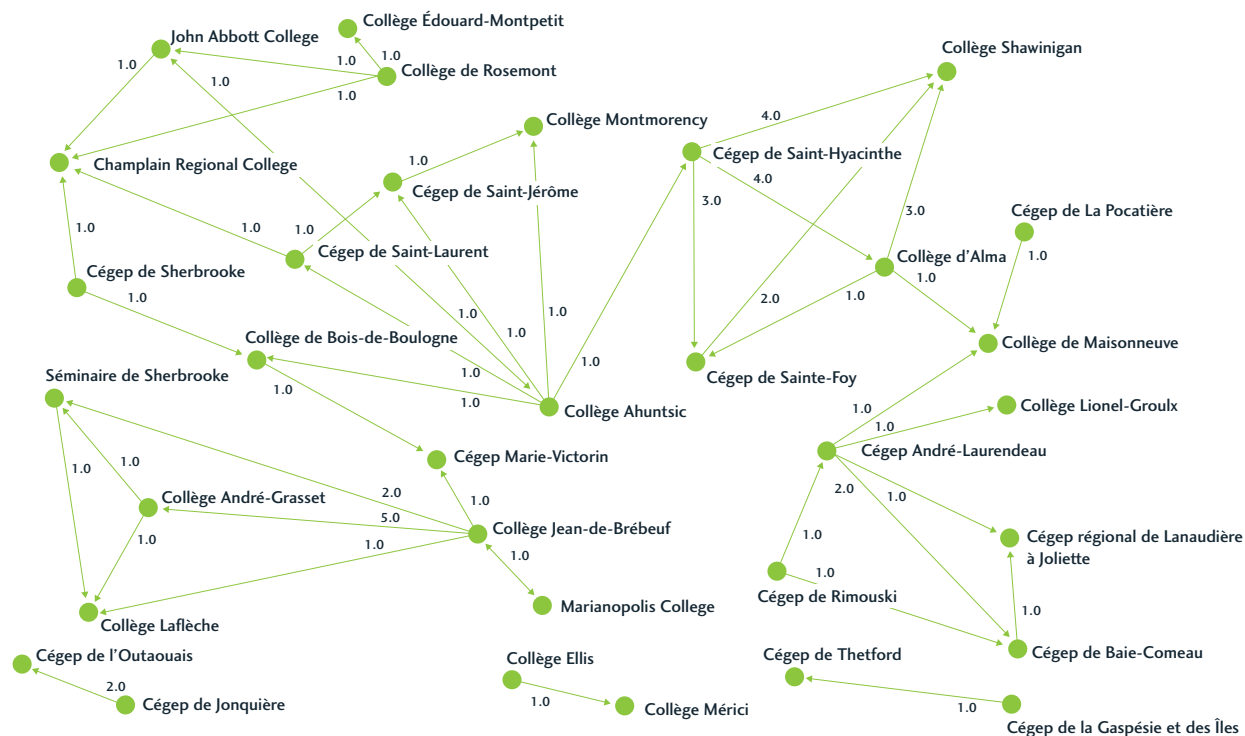 Collège Édouard-Montpetit
John Abbott College
1.0
1.0
1.0
1.0
Collège de Rosemont
1.0
Collège Shawinigan
4.0
Collège Montmorency
Champlain Regional College
1.0
Cégep de Saint-Jérôme
Cégep de Saint-Hyacinthe
4.0
3.0
3.0
Cégep de La Pocatière
1.0
1.0
1.0
1.0
Cégep de Saint-Laurent
Collège d'Alma
1.0
Cégep de Sherbrooke
1.0
1.0
1.0
1.0
1.0
2.0
1.0
Collège de Bois-de-Boulogne
Collège de Maisonneuve
1.0
Séminaire de Sherbrooke
1.0
1.0
1.0
Cégep de Sainte-Foy
Collège Ahuntsic
1.0
1.0
Collège Lionel-Groulx
Cégep André-Laurendeau
1.0
1.0
Cégep Marie-Victorin
2.0
2.0
1.0
Collège André-Grasset
1.0
5.0
Collège Jean-de-Brébeuf
1.0
1.0
1.0
1.0
Cégep régional de Lanaudière
à Joliette
1.0
Cégep de Rimouski
1.0
Collège Laflèche
Marianopolis College
Cégep de l'Outaouais
2.0
Cégep de Jonquière
Collège Ellis
1.0
Collège Mérici
Cégep de Thetford
Cégep de Baie-Comeau
1.0
Cégep de la Gaspésie et des Îles